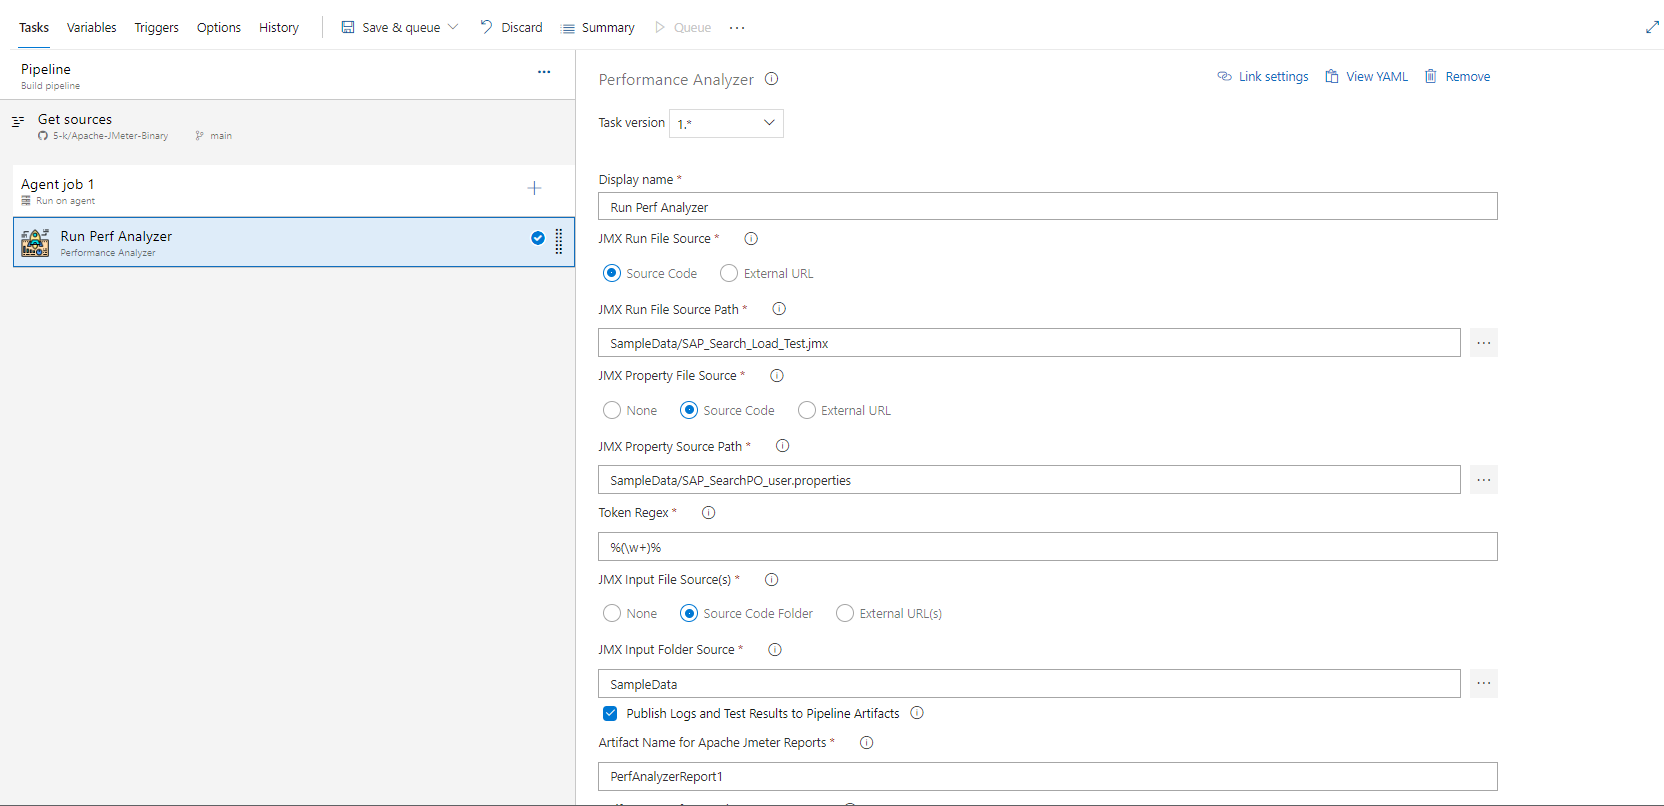 Tasks Variables Triggers Options History Save & queue Discard Summary Queue ...
Pipeline
Build pipeline
...
Get sources
5-k/Apache-JMeter-Binary main
Agent job 1
Run on agent
Run Perf Analyzer
Performance Analyzer
Performance Analyzer
Link settings View YAML Remove
Task version 1.*
Display name *
Run Perf Analyzer
JMX Run File Source *
Source Code External URL
JMX Run File Source Path *
SampleData/SAP_Search_Load_Test.jmx
...
JMX Property File Source *
None Source Code External URL
JMX Property Source Path *
SampleData/SAP_SearchPO_user.properties
...
Token Regex *
%(\w+)%
JMX Input File Source(s) *
None Source Code Folder External URL(s)
JMX Input Folder Source *
SampleData
...
Publish Logs and Test Results to Pipeline Artifacts
Artifact Name for Apache Jmeter Reports *
PerfAnalyzerReport1